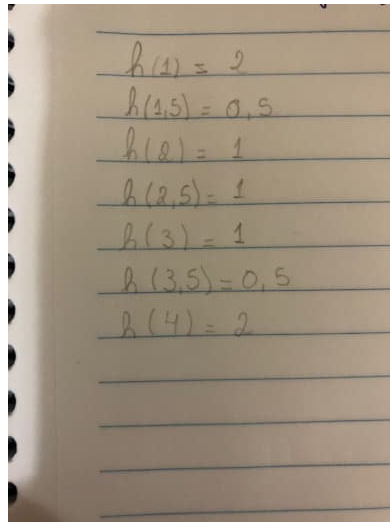 h(1) = 2
h(1,5) = 0,5
h(2) = 1
h(2,5) = 1
h(3) = 1
h(3,5) = 0,5
h(4) = 2